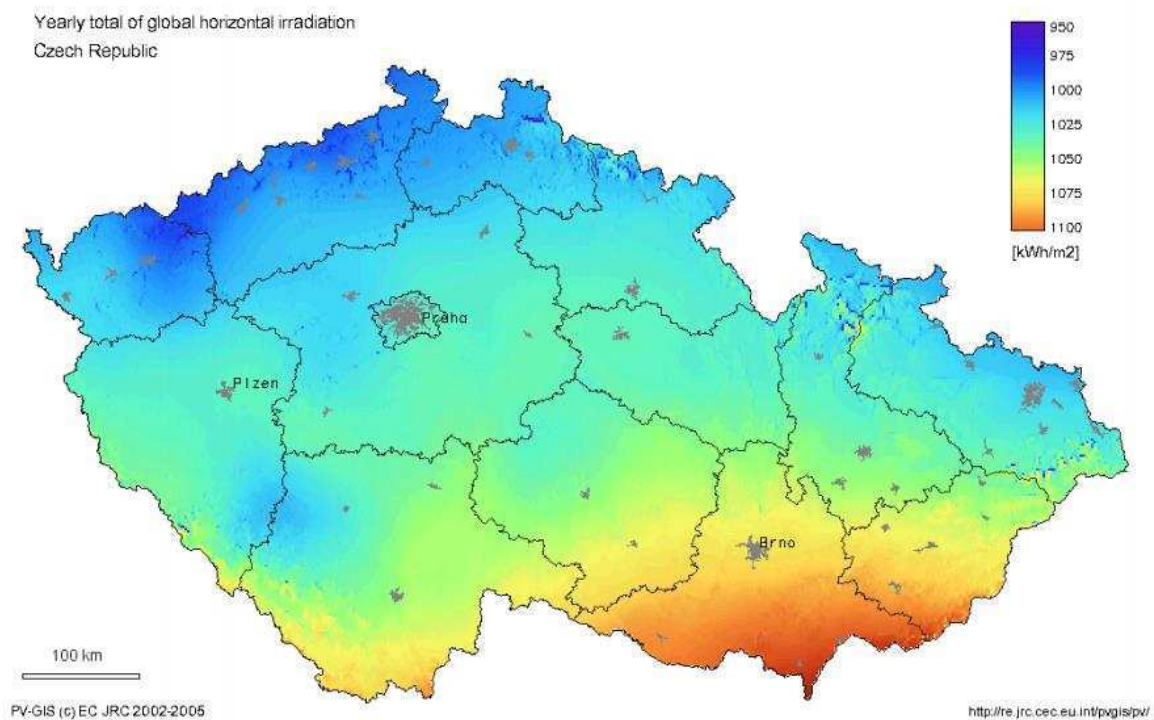 Yearly total of global horizontal irradiation
Czech Republic
950
975
1000
1025
1050
1075
1100
[kWh/m2]
Praha
Plzen
Brno
100 km
PV-GIS (c) EC JRC 2002-2005
http://re.jrc.cec.eu.int/pvgis/pv/